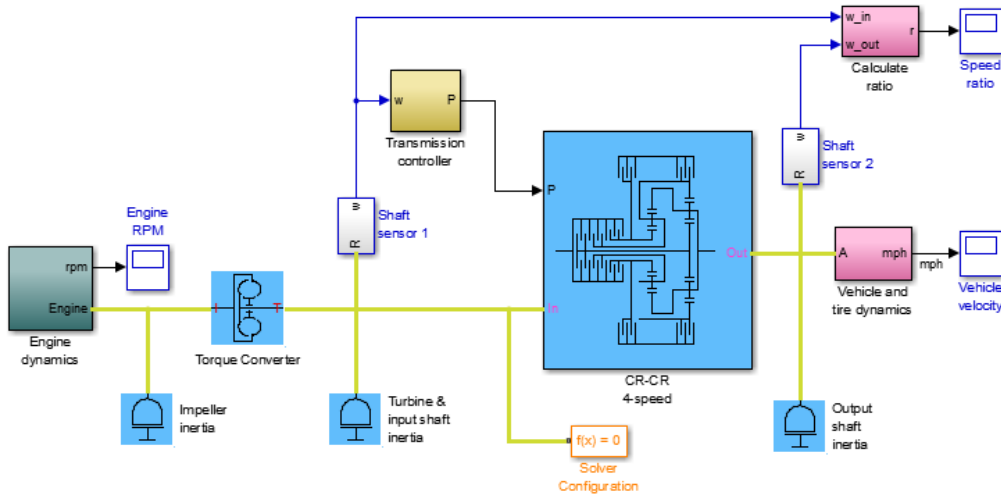 w_in
w_out
r
Calculate
ratio
Speed
ratio
w
P
Transmission
controller
w
R
Shaft
sensor 1
w
R
Shaft
sensor 2
Engine
RPM
rpm
Engine
Engine
dynamics
I
T
Torque Converter
P
In
Out
CR-CR
4-speed
A
mph
mph
Vehicle and
tire dynamics
Vehicle
velocity
Impeller
inertia
Turbine &
input shaft
inertia
f(x) = 0
Solver
Configuration
Output
shaft
inertia